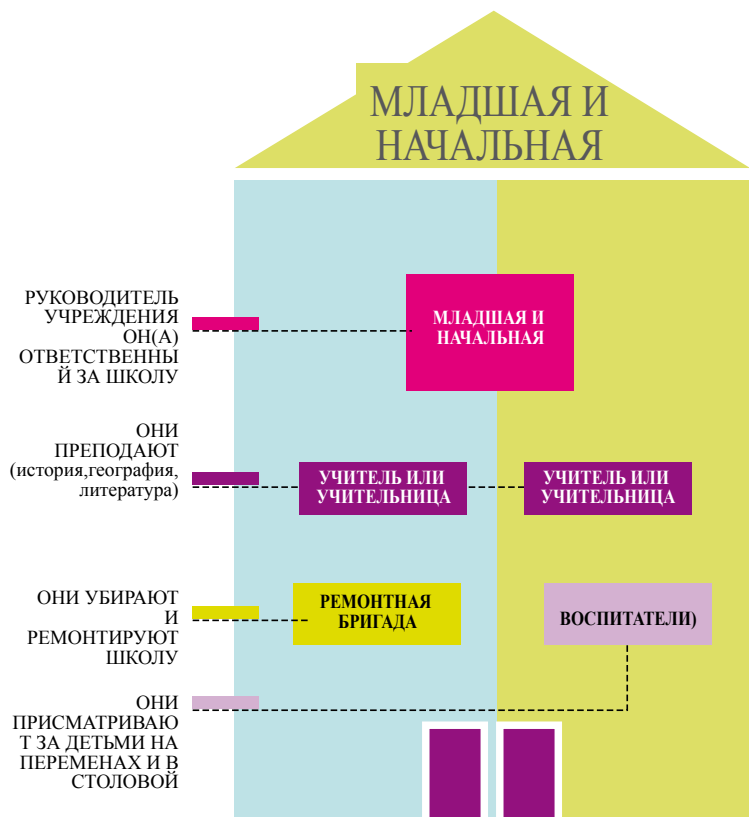 МЛАДШАЯ И
НАЧАЛЬНАЯ
РУКОВОДИТЕЛЬ
УЧРЕЖДЕНИЯ
ОН(А)
ОТВЕТСТВЕННЫ
Й ЗА ШКОЛУ
МЛАДШАЯ И
НАЧАЛЬНАЯ
ОНИ
ПРЕПОДАЮТ
(история,география,
литература)
УЧИТЕЛЬ ИЛИ
УЧИТЕЛЬНИЦА
УЧИТЕЛЬ ИЛИ
УЧИТЕЛЬНИЦА
ОНИ УБИРАЮТ
И
РЕМОНТИРУЮТ
ШКОЛУ
РЕМОНТНАЯ
БРИГАДА
ВОСПИТАТЕЛИ)
ОНИ
ПРИСМАТРИВАЮ
Т ЗА ДЕТЬМИ НА
ПЕРЕМЕНАХ И В
СТОЛОВОЙ